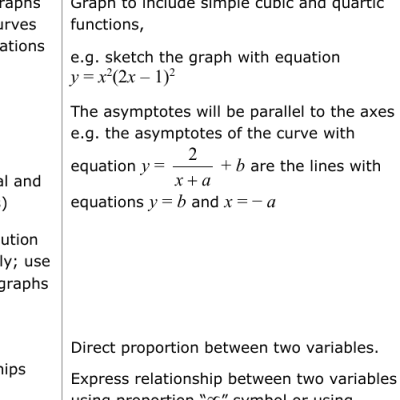 raphs
urves
ations
al and
s)
ution
ly; use
graphs
hips
Graph to include simple cubic and quartic
functions,
e.g. sketch the graph with equation
y = x²(2x – 1)²
The asymptotes will be parallel to the axes
e.g. the asymptotes of the curve with
equation y = 2/(x + a) + b are the lines with
equations y = b and x = – a
Direct proportion between two variables.
Express relationship between two variables
using proportion “∝” symbol or using